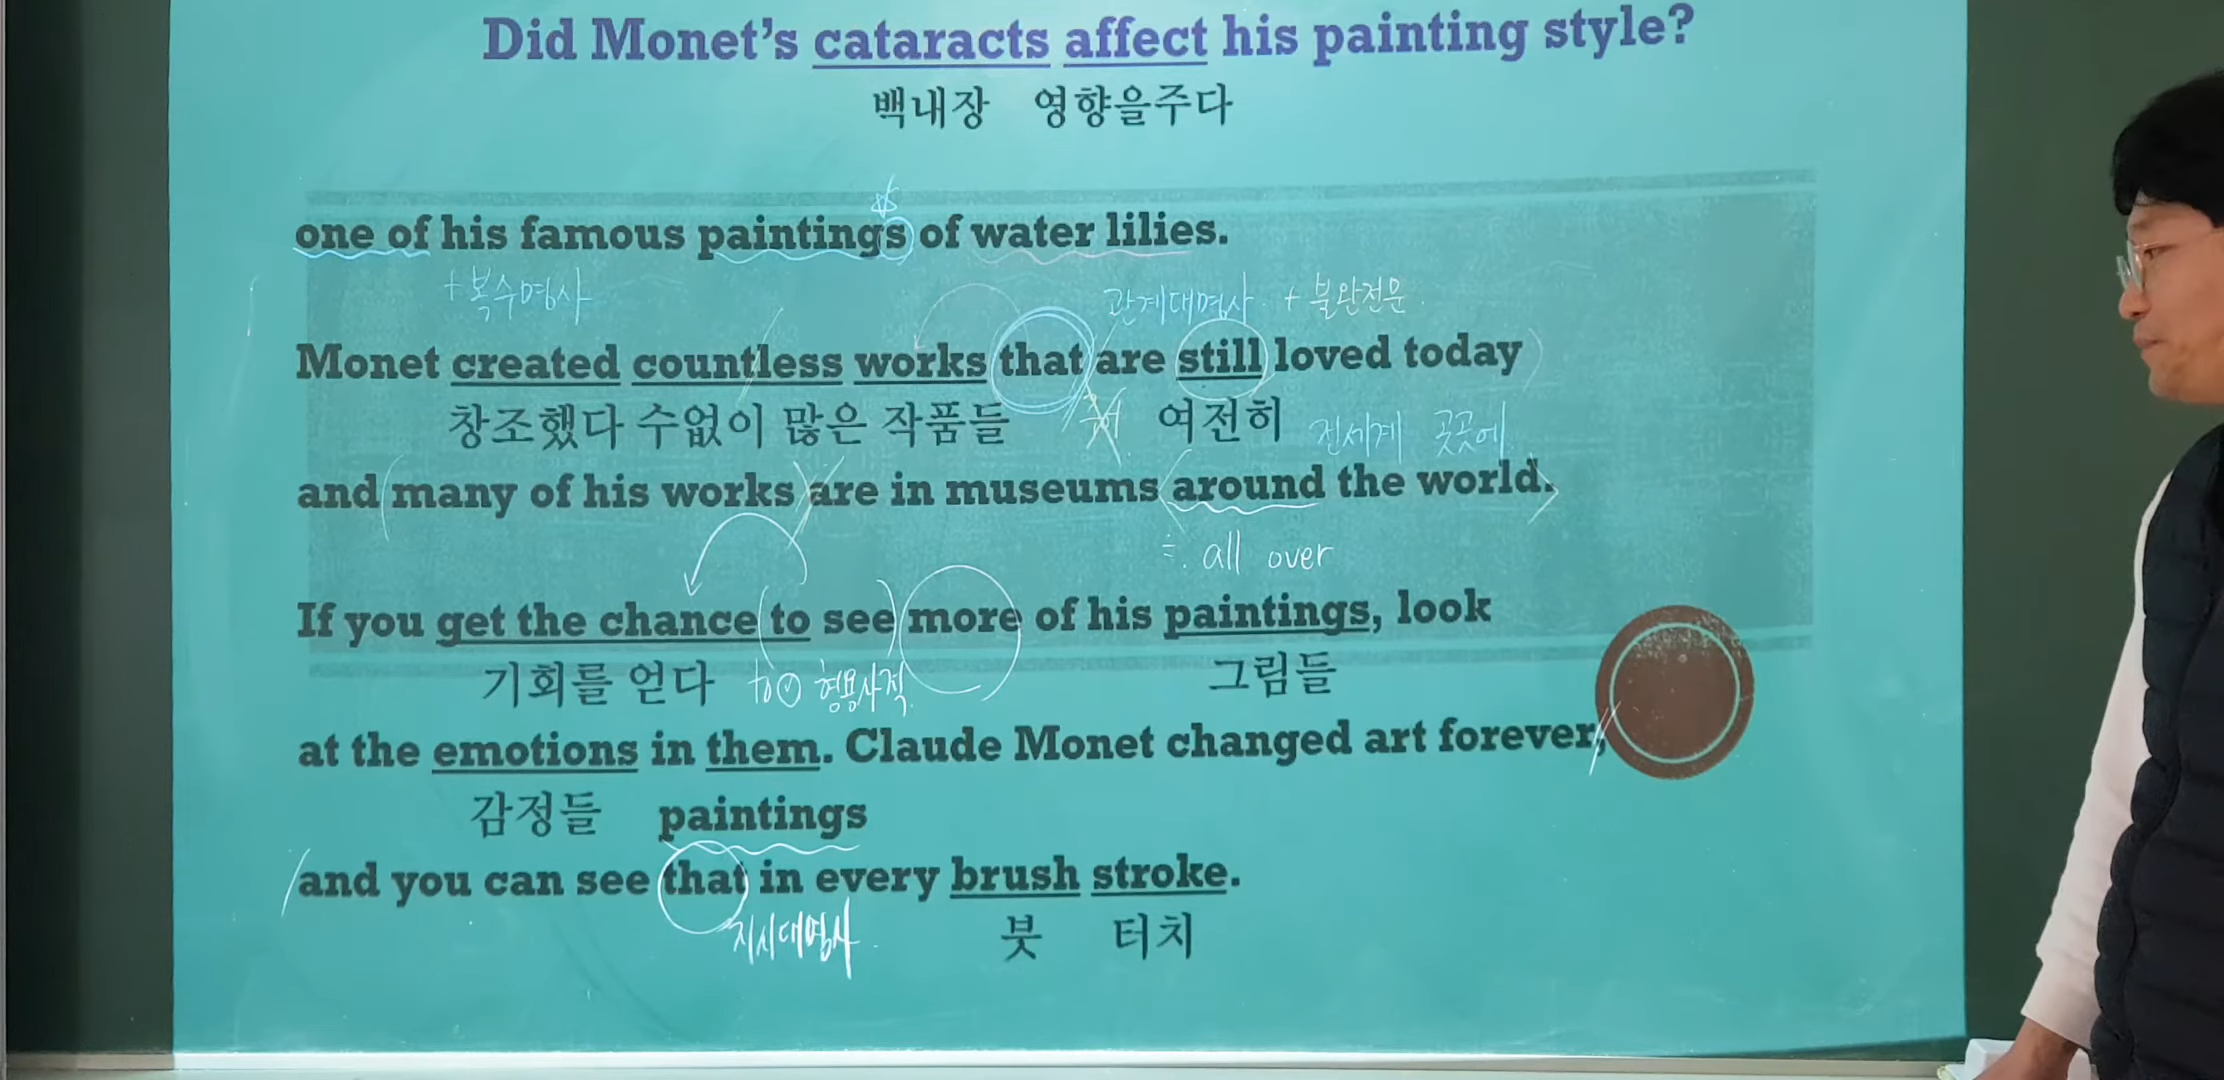 Did Monet's cataracts affect his painting style?
백내장 영향을주다
one of his famous paintings of water lilies.
+복수명사 관계대명사 + 불완전문
Monet created countless works that are still loved today
창조했다 수없이 많은 작품들 여전히 전세계 곳곳에
and many of his works are in museums around the world.
≒. all over
If you get the chance to see more of his paintings, look
기회를 얻다 to ⓥ 형용사적 그림들
at the emotions in them. Claude Monet changed art forever,
감정들 paintings
and you can see that in every brush stroke.
지시대명사 붓 터치